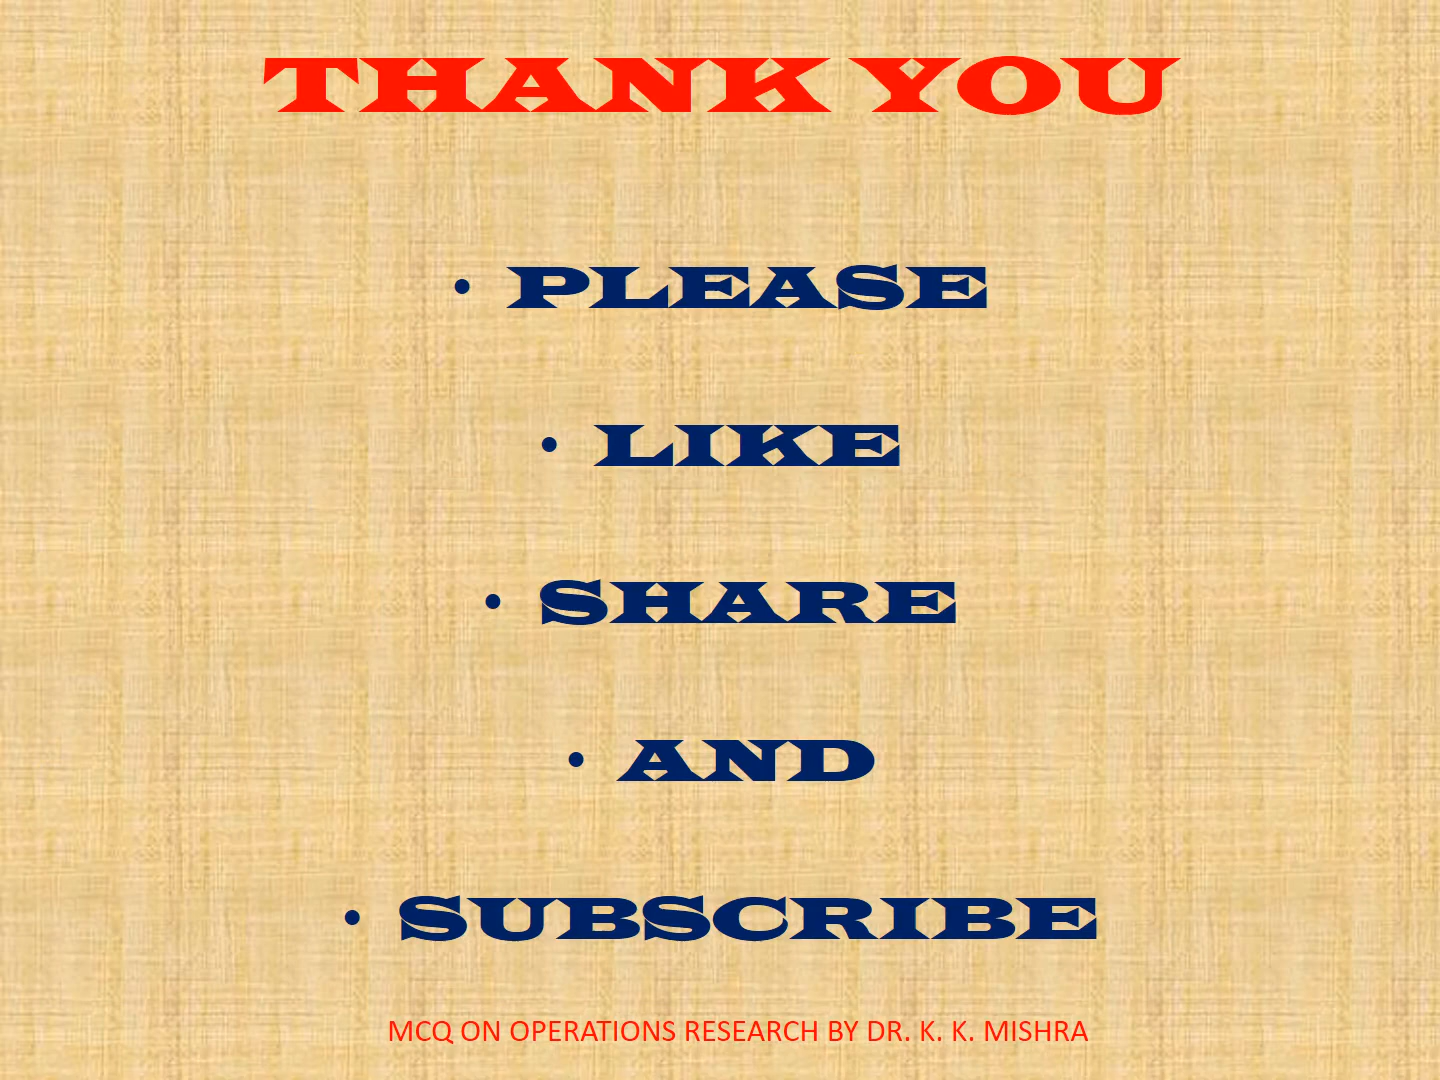 THANK YOU
• PLEASE
• LIKE
• SHARE
• AND
• SUBSCRIBE
MCQ ON OPERATIONS RESEARCH BY DR. K. K. MISHRA